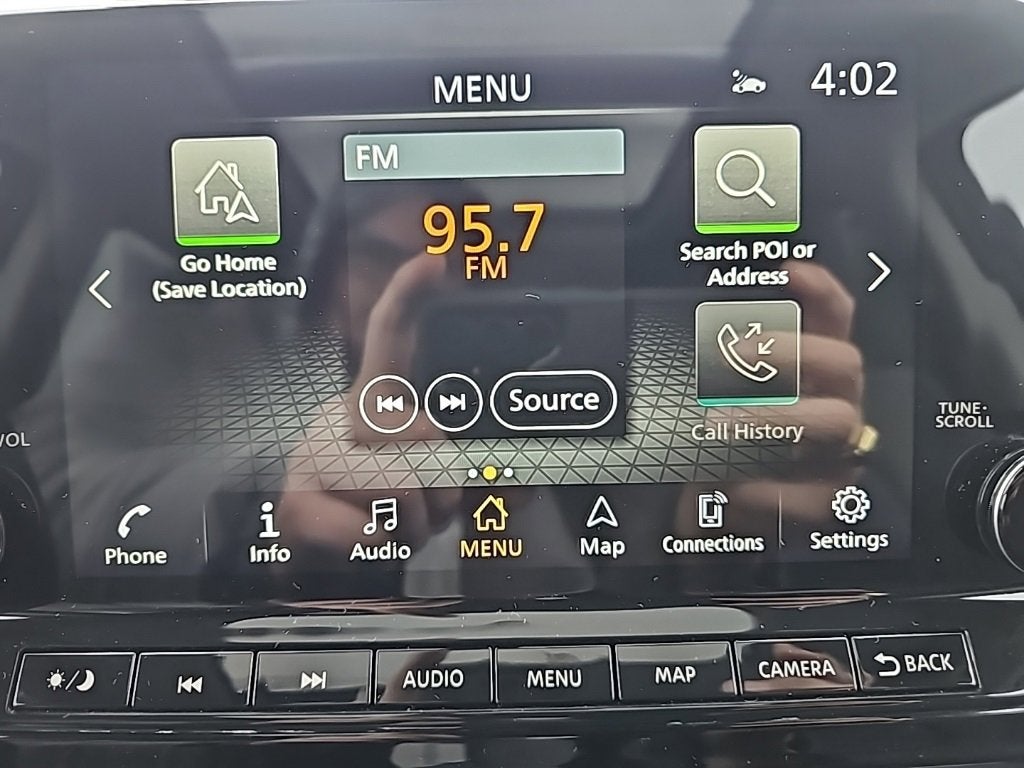 MENU
4:02
FM
95.7
FM
Go Home
(Save Location)
Search POI or
Address
Source
Call History
TUNE·
SCROLL
VOL
Phone
Info
Audio
MENU
Map
Connections
Settings
AUDIO
MENU
MAP
CAMERA
BACK